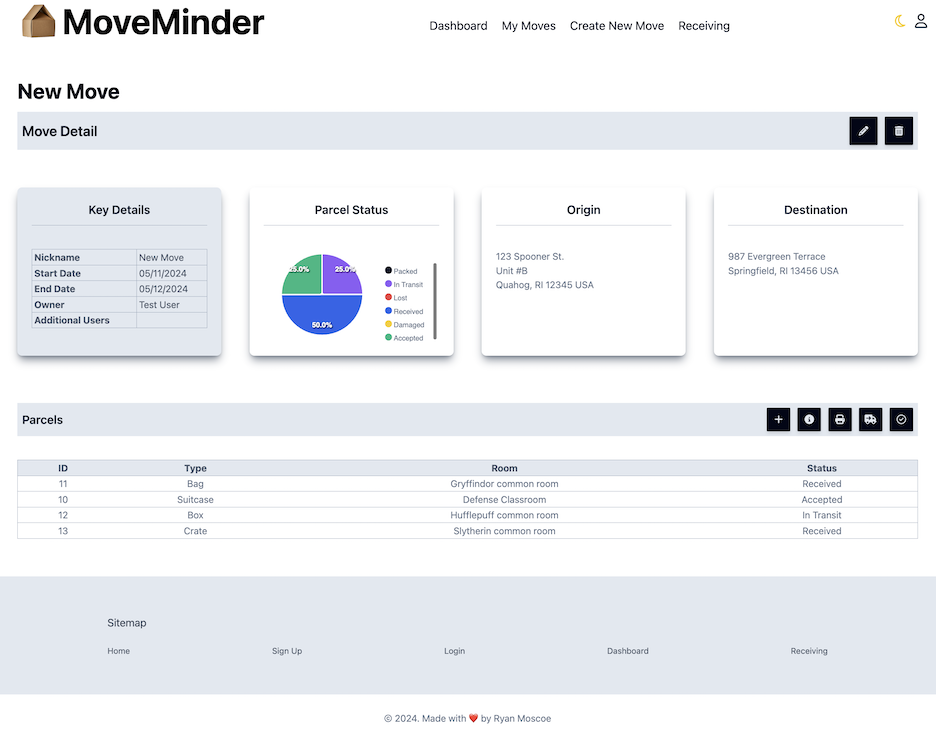 MoveMinder
Dashboard My Moves Create New Move Receiving
New Move
Move Detail
Key Details
Nickname New Move
Start Date 05/11/2024
End Date 05/12/2024
Owner Test User
Additional Users
Parcel Status
25.0% 25.0%
50.0%
Packed
In Transit
Lost
Received
Damaged
Accepted
Origin
123 Spooner St.
Unit #B
Quahog, RI 12345 USA
Destination
987 Evergreen Terrace
Springfield, RI 13456 USA
Parcels
ID Type Room Status
11 Bag Gryffindor common room Received
10 Suitcase Defense Classroom Accepted
12 Box Hufflepuff common room In Transit
13 Crate Slytherin common room Received
Sitemap
Home Sign Up Login Dashboard Receiving
© 2024. Made with ❤️ by Ryan Moscoe